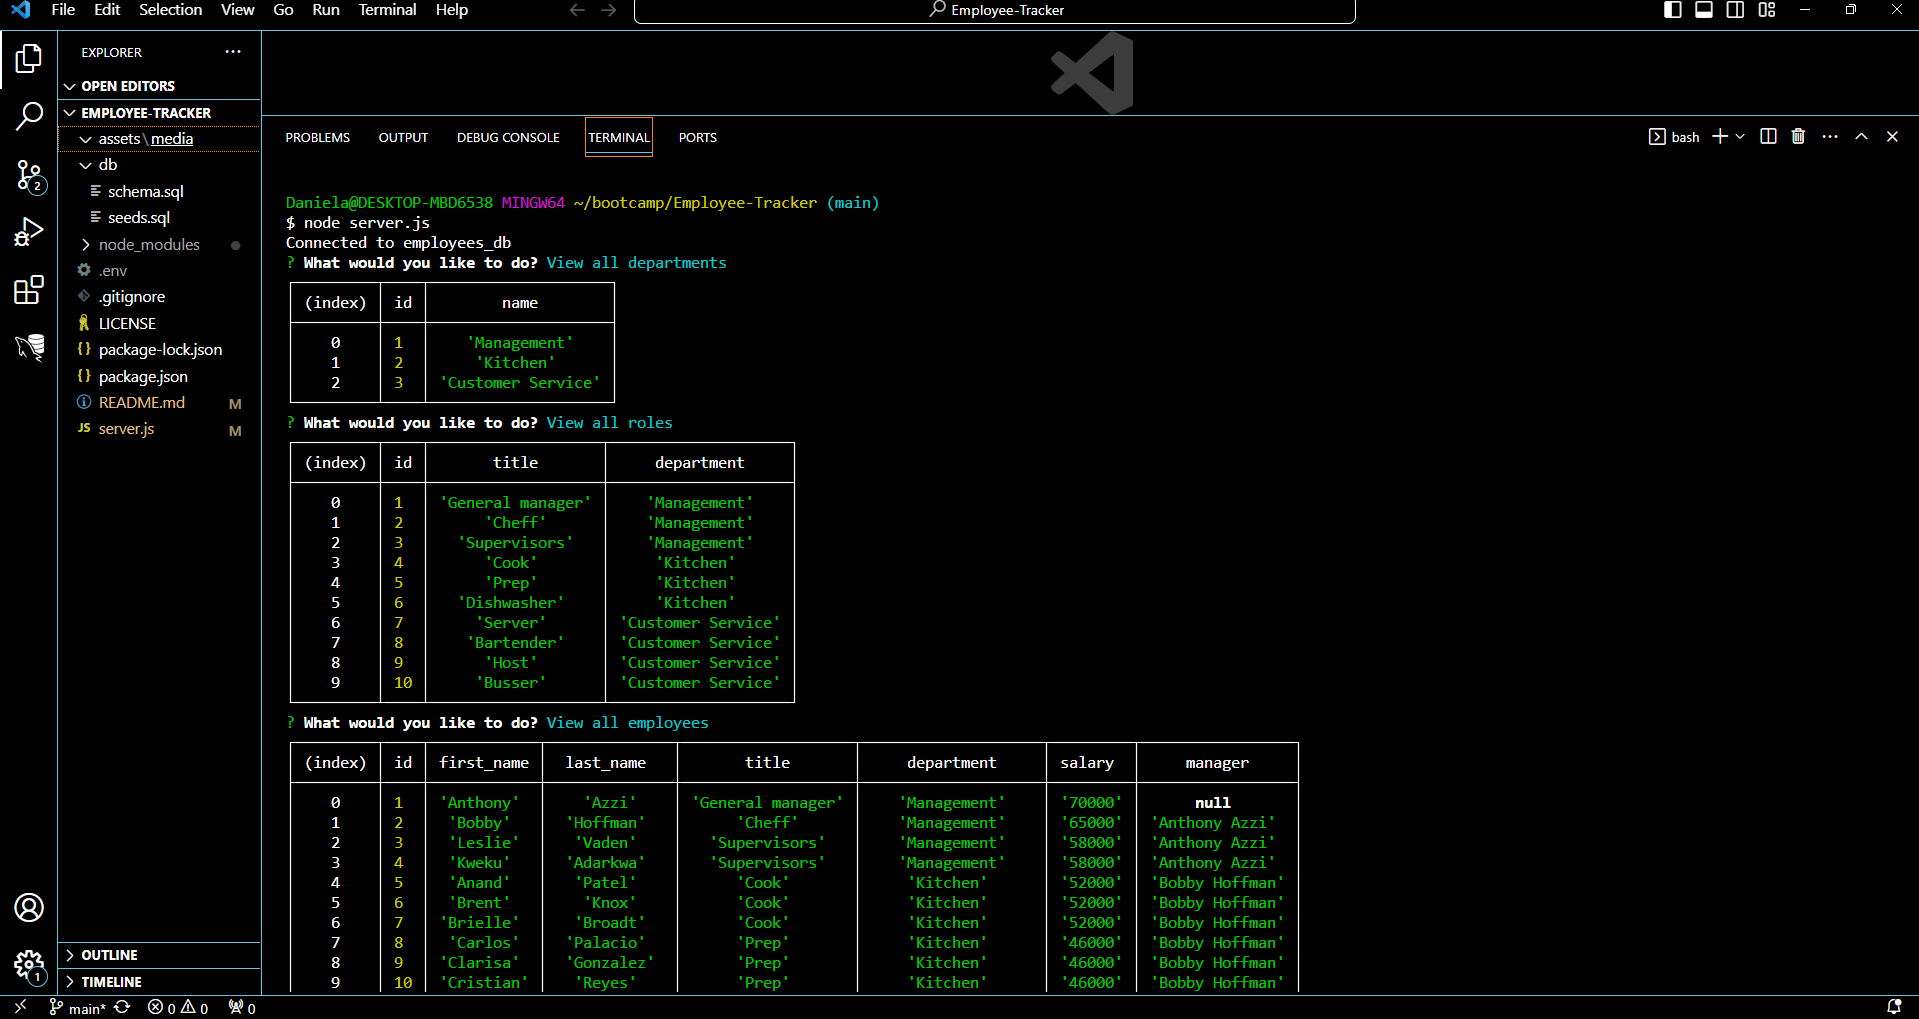 File Edit Selection View Go Run Terminal Help Employee-Tracker
EXPLORER
OPEN EDITORS
EMPLOYEE-TRACKER
assets\media
db
schema.sql
seeds.sql
node_modules
.env
.gitignore
LICENSE
package-lock.json
package.json
README.md M
JS server.js M
OUTLINE
TIMELINE
2
1
PROBLEMS OUTPUT DEBUG CONSOLE TERMINAL PORTS bash
Daniela@DESKTOP-MBD6538 MINGW64 ~/bootcamp/Employee-Tracker (main)
$ node server.js
Connected to employees_db
? What would you like to do? View all departments
(index) id name
0 1 'Management'
1 2 'Kitchen'
2 3 'Customer Service'
? What would you like to do? View all roles
(index) id title department
0 1 'General manager' 'Management'
1 2 'Cheff' 'Management'
2 3 'Supervisors' 'Management'
3 4 'Cook' 'Kitchen'
4 5 'Prep' 'Kitchen'
5 6 'Dishwasher' 'Kitchen'
6 7 'Server' 'Customer Service'
7 8 'Bartender' 'Customer Service'
8 9 'Host' 'Customer Service'
9 10 'Busser' 'Customer Service'
? What would you like to do? View all employees
(index) id first_name last_name title department salary manager
0 1 'Anthony' 'Azzi' 'General manager' 'Management' '70000' null
1 2 'Bobby' 'Hoffman' 'Cheff' 'Management' '65000' 'Anthony Azzi'
2 3 'Leslie' 'Vaden' 'Supervisors' 'Management' '58000' 'Anthony Azzi'
3 4 'Kweku' 'Adarkwa' 'Supervisors' 'Management' '58000' 'Anthony Azzi'
4 5 'Anand' 'Patel' 'Cook' 'Kitchen' '52000' 'Bobby Hoffman'
5 6 'Brent' 'Knox' 'Cook' 'Kitchen' '52000' 'Bobby Hoffman'
6 7 'Brielle' 'Broadt' 'Cook' 'Kitchen' '52000' 'Bobby Hoffman'
7 8 'Carlos' 'Palacio' 'Prep' 'Kitchen' '46000' 'Bobby Hoffman'
8 9 'Clarisa' 'Gonzalez' 'Prep' 'Kitchen' '46000' 'Bobby Hoffman'
9 10 'Cristian' 'Reyes' 'Prep' 'Kitchen' '46000' 'Bobby Hoffman'
main* 0 0 0